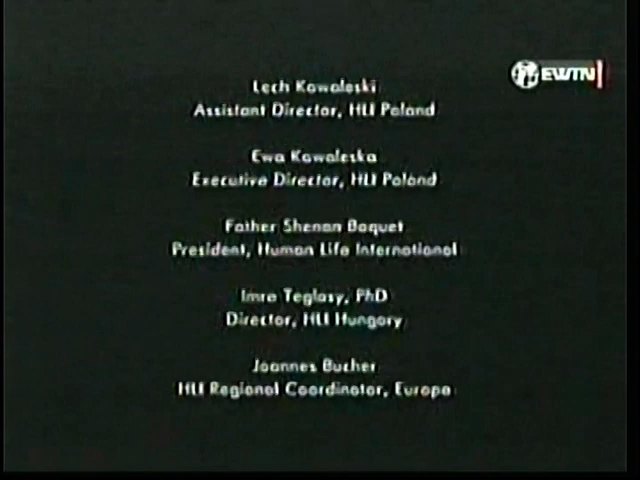 EWTN
Lech Kowaleski
Assistant Director, HLI Poland
Ewa Kowaleska
Executive Director, HLI Poland
Father Shenan Boquet
President, Human Life International
Imre Teglasy, PhD
Director, HLI Hungary
Joannes Bucher
HLI Regional Coordinator, Europe